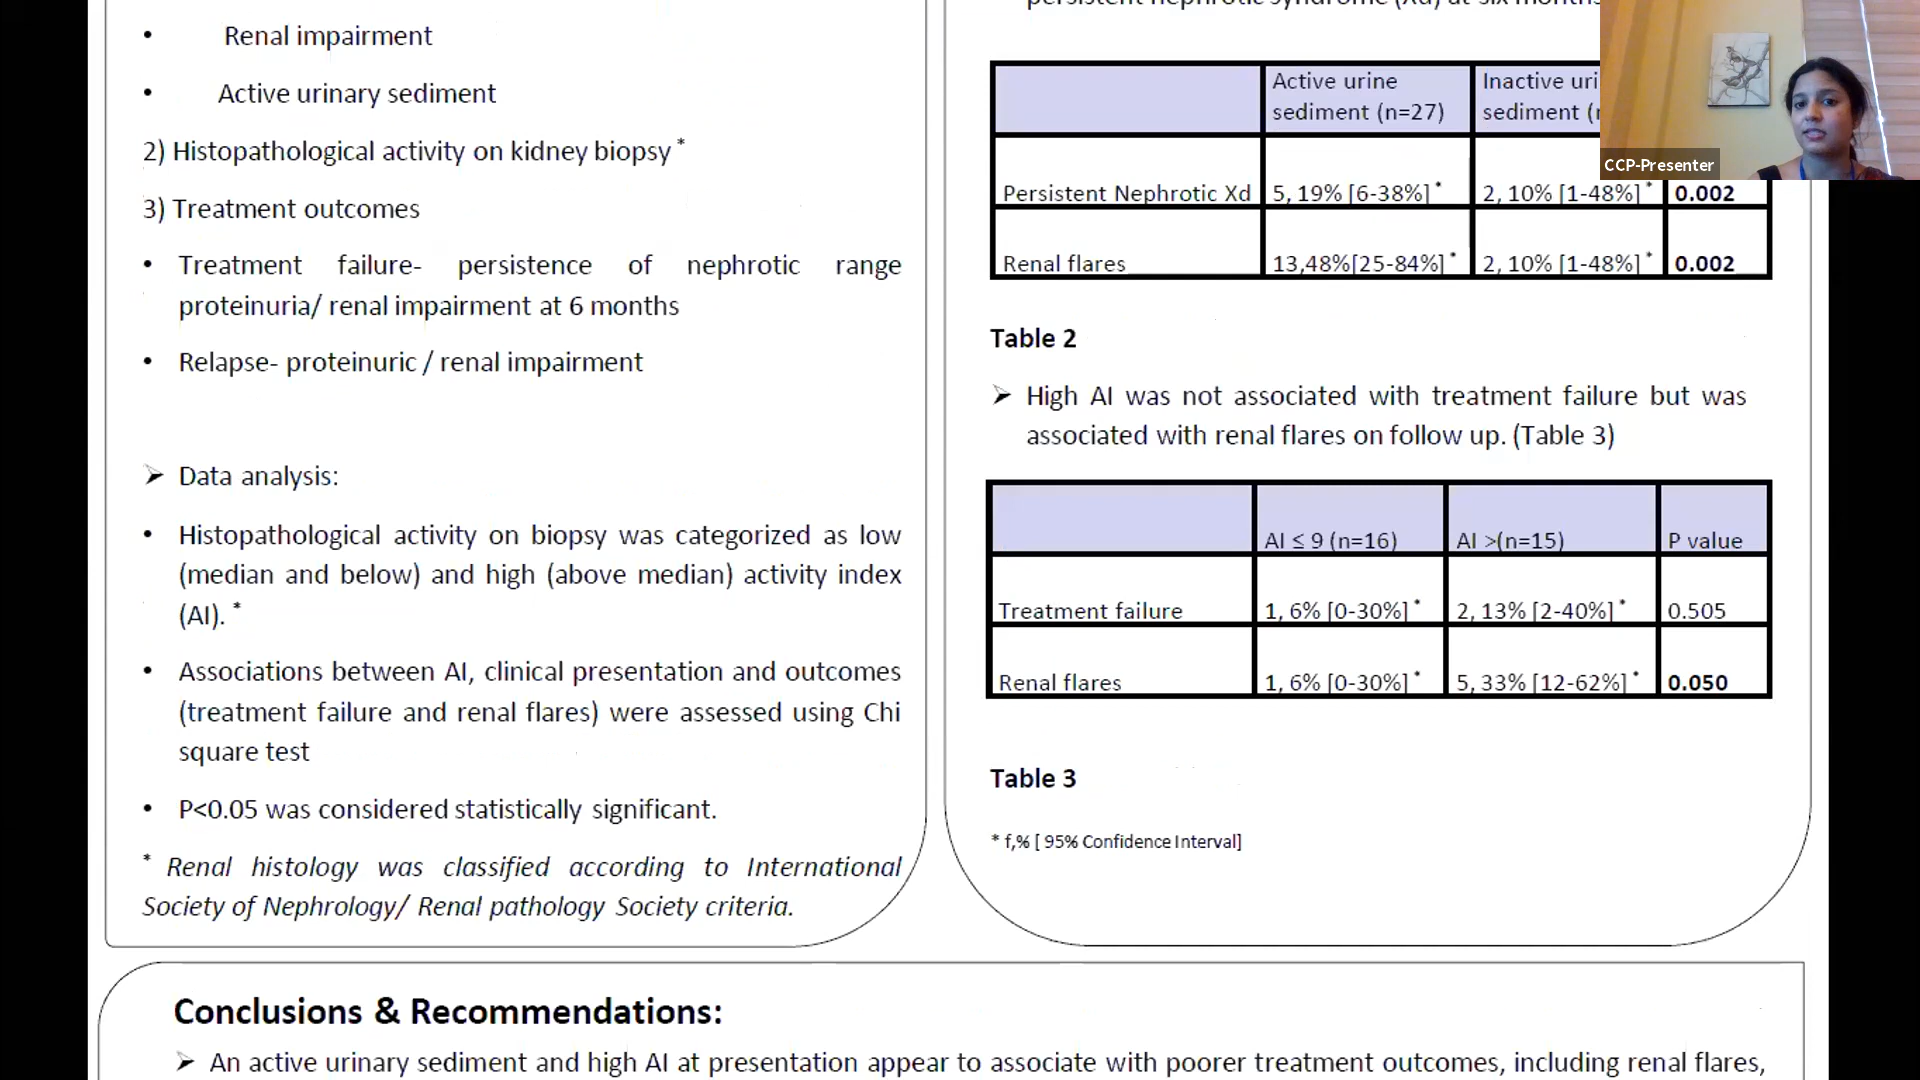 • Renal impairment
• Active urinary sediment
2) Histopathological activity on kidney biopsy *
3) Treatment outcomes
• Treatment failure- persistence of nephrotic range
proteinuria/ renal impairment at 6 months
• Relapse- proteinuric / renal impairment
➢ Data analysis:
• Histopathological activity on biopsy was categorized as low
(median and below) and high (above median) activity index
(AI). *
• Associations between AI, clinical presentation and outcomes
(treatment failure and renal flares) were assessed using Chi
square test
• P<0.05 was considered statistically significant.
* Renal histology was classified according to International
Society of Nephrology/ Renal pathology Society criteria.
persistent nephrotic syndrome (Xd) at six months
Active urine Inactive uri
sediment (n=27) sediment (
Persistent Nephrotic Xd 5, 19% [6-38%] * 2, 10% [1-48%] * 0.002
Renal flares 13,48%[25-84%] * 2, 10% [1-48%] * 0.002
Table 2
➢ High AI was not associated with treatment failure but was
associated with renal flares on follow up. (Table 3)
AI ≤ 9 (n=16) AI >(n=15) P value
Treatment failure 1, 6% [0-30%] * 2, 13% [2-40%] * 0.505
Renal flares 1, 6% [0-30%] * 5, 33% [12-62%] * 0.050
Table 3
* f,% [ 95% Confidence Interval]
CCP-Presenter
Conclusions & Recommendations:
➢ An active urinary sediment and high AI at presentation appear to associate with poorer treatment outcomes, including renal flares,